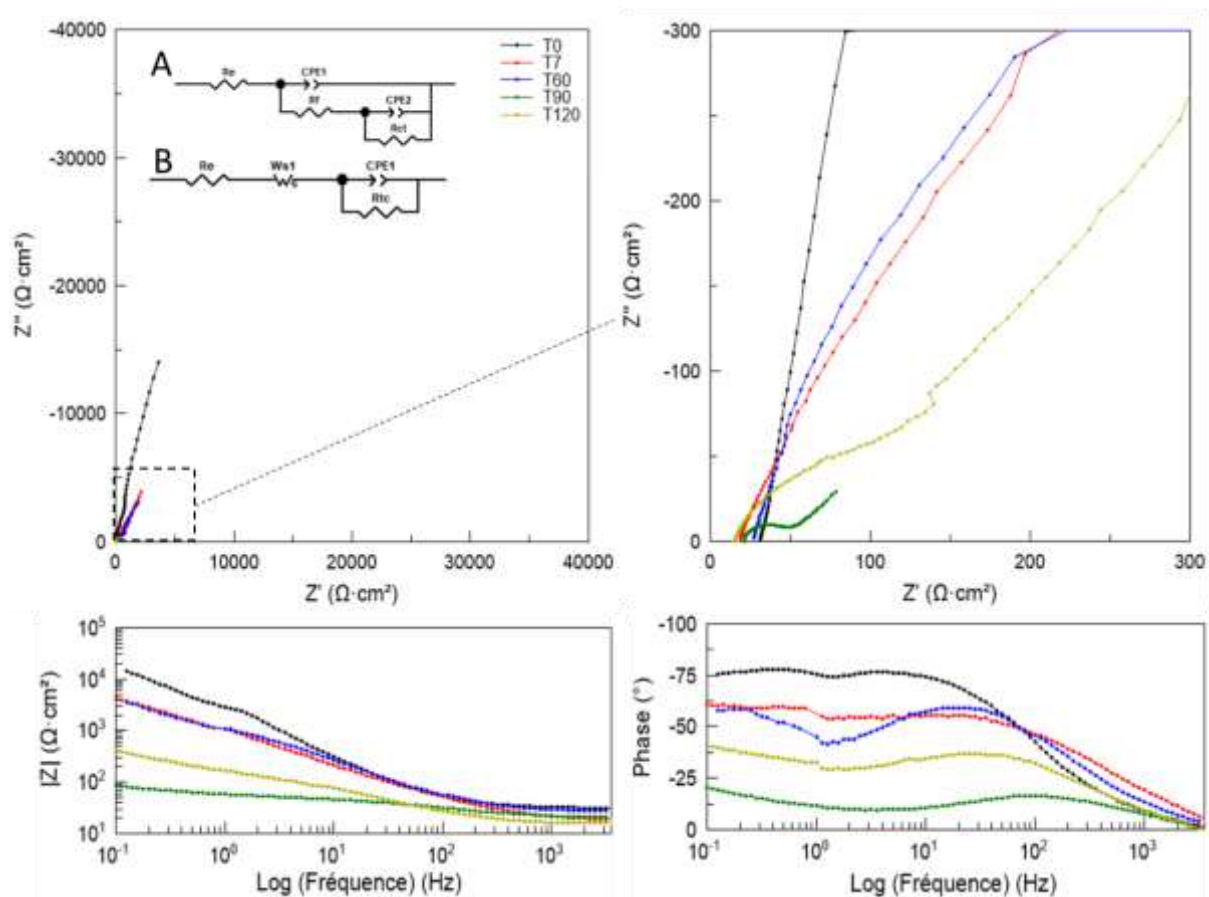 -40000
-30000
-20000
-10000
0
Z'' (Ω·cm²)
0 10000 20000 30000 40000
Z' (Ω·cm²)
A
Re CPE1
Rf CPE2
Rct
B
Re Ws1 CPE1
Rtc
T0
T7
T60
T90
T120
-300
-200
-100
0
Z'' (Ω·cm²)
0 100 200 300
Z' (Ω·cm²)
10⁵
10⁴
10³
10²
10¹
|Z| (Ω·cm²)
10⁻¹ 10⁰ 10¹ 10² 10³
Log (Fréquence) (Hz)
-100
-75
-50
-25
0
Phase (°)
10⁻¹ 10⁰ 10¹ 10² 10³
Log (Fréquence) (Hz)